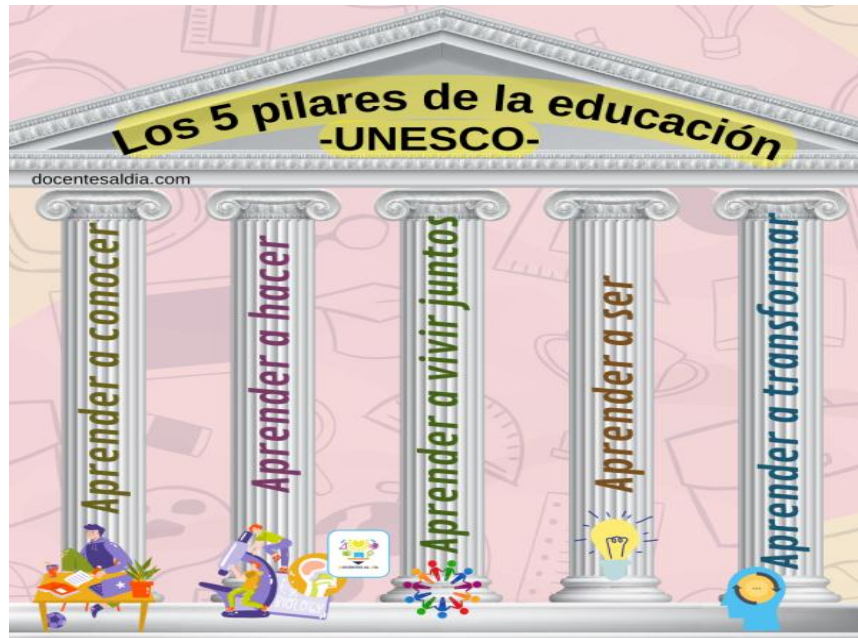 Los 5 pilares de la educación
-UNESCO-
docentesaldia.com
Aprender a conocer
Aprender a hacer
Aprender a vivir juntos
Aprender a ser
Aprender a transformar